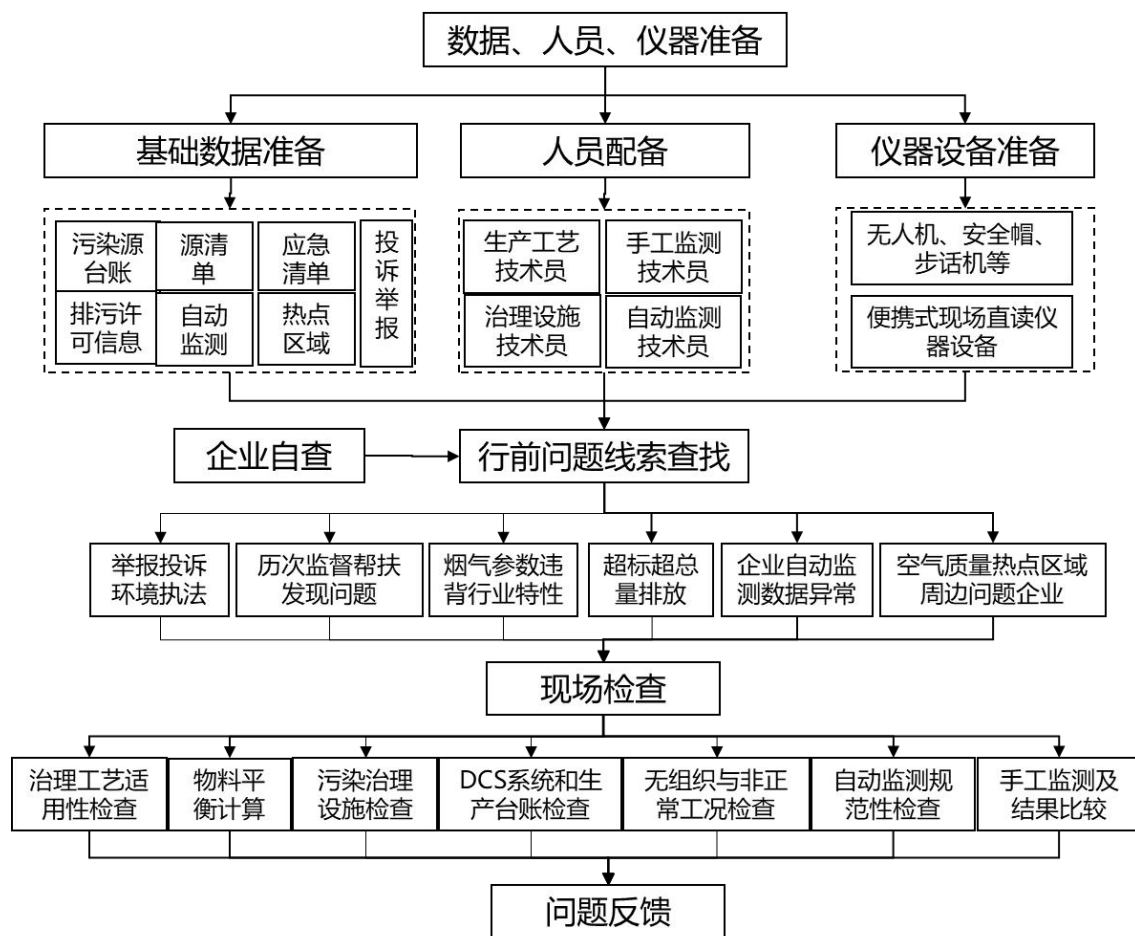 数据、人员、仪器准备
基础数据准备
人员配备
仪器设备准备
污染源
台账
源清
单
应急
清单
投
诉
举
报
排污许
可信息
自动
监测
热点
区域
生产工艺
技术员
手工监测
技术员
治理设施
技术员
自动监测
技术员
无人机、安全帽、
步话机等
便携式现场直读仪
器设备
企业自查
行前问题线索查找
举报投诉
环境执法
历次监督帮扶
发现问题
烟气参数违
背行业特性
超标超总
量排放
企业自动监
测数据异常
空气质量热点区域
周边问题企业
现场检查
治理工艺适
用性检查
物料平
衡计算
污染治理
设施检查
DCS系统和生
产台账检查
无组织与非正
常工况检查
自动监测规
范性检查
手工监测及
结果比较
问题反馈